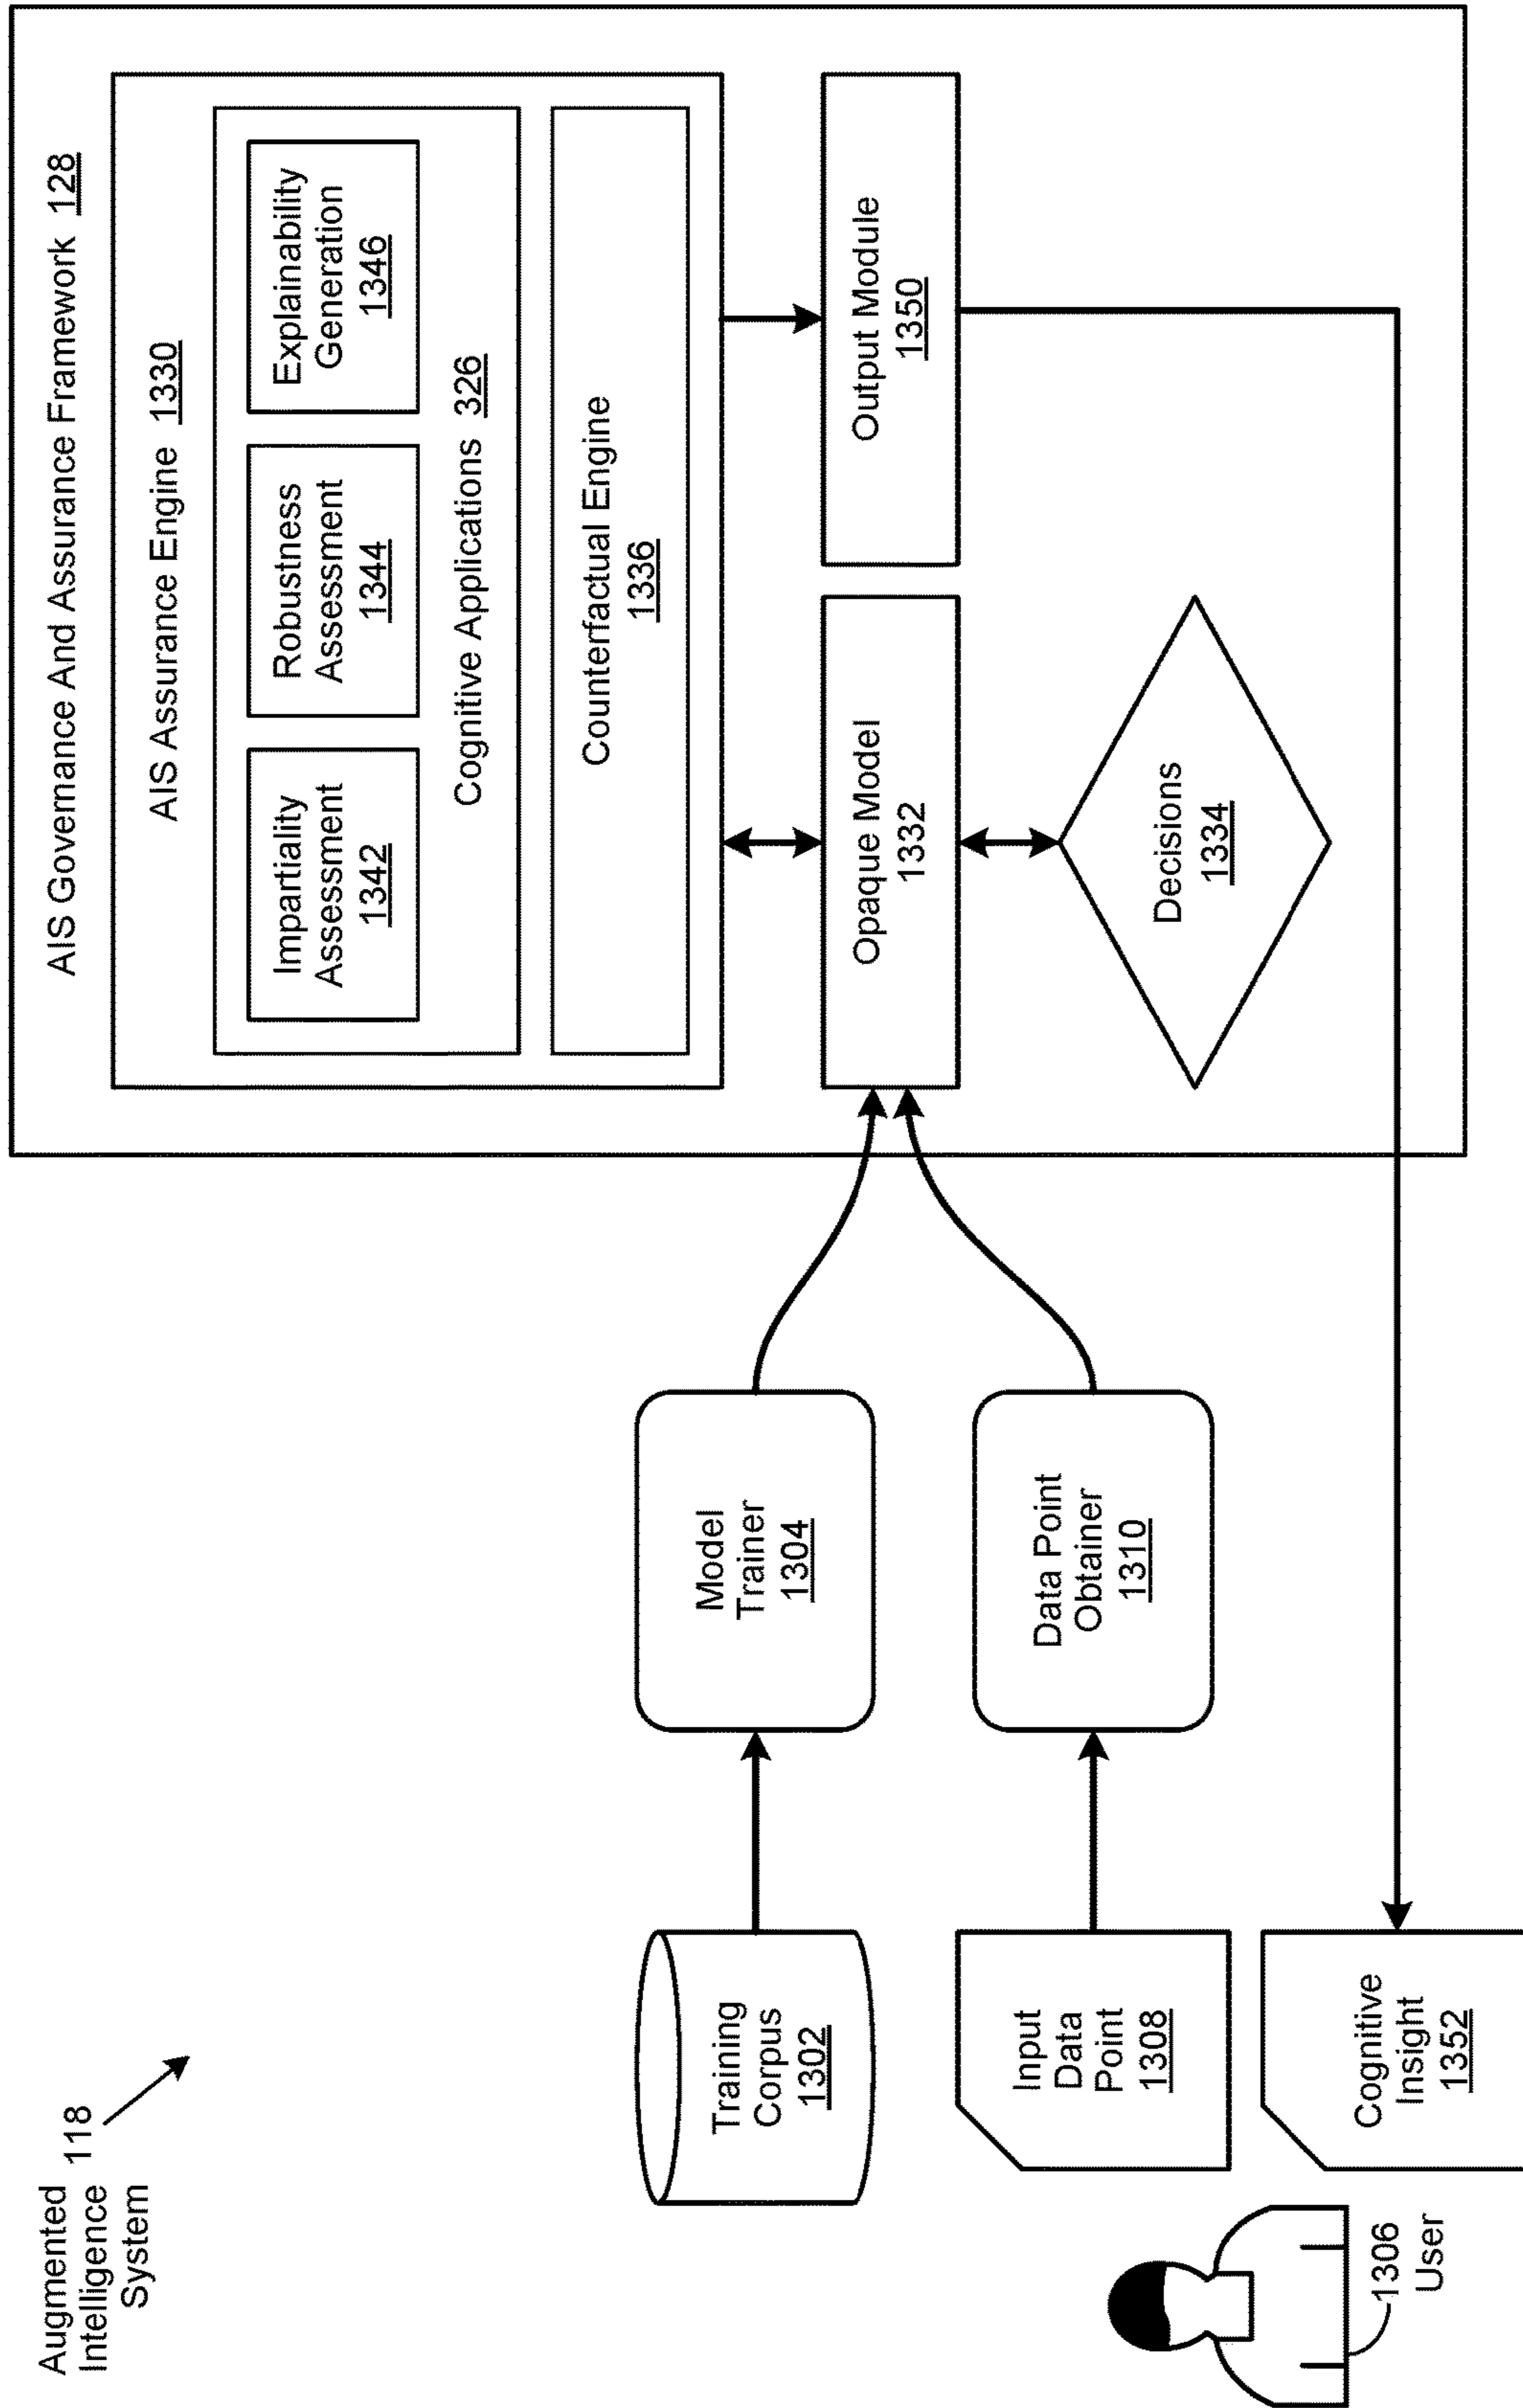 Augmented
Intelligence 118
System
AIS Governance And Assurance Framework 128
AIS Assurance Engine 1330
Impartiality
Assessment
1342
Robustness
Assessment
1344
Explainability
Generation
1346
Cognitive Applications 326
Counterfactual Engine
1336
Training
Corpus
1302
Model
Trainer
1304
Opaque Model
1332
Output Module
1350
Input
Data
Point
1308
Data Point
Obtainer
1310
Decisions
1334
Cognitive
Insight
1352
1306
User